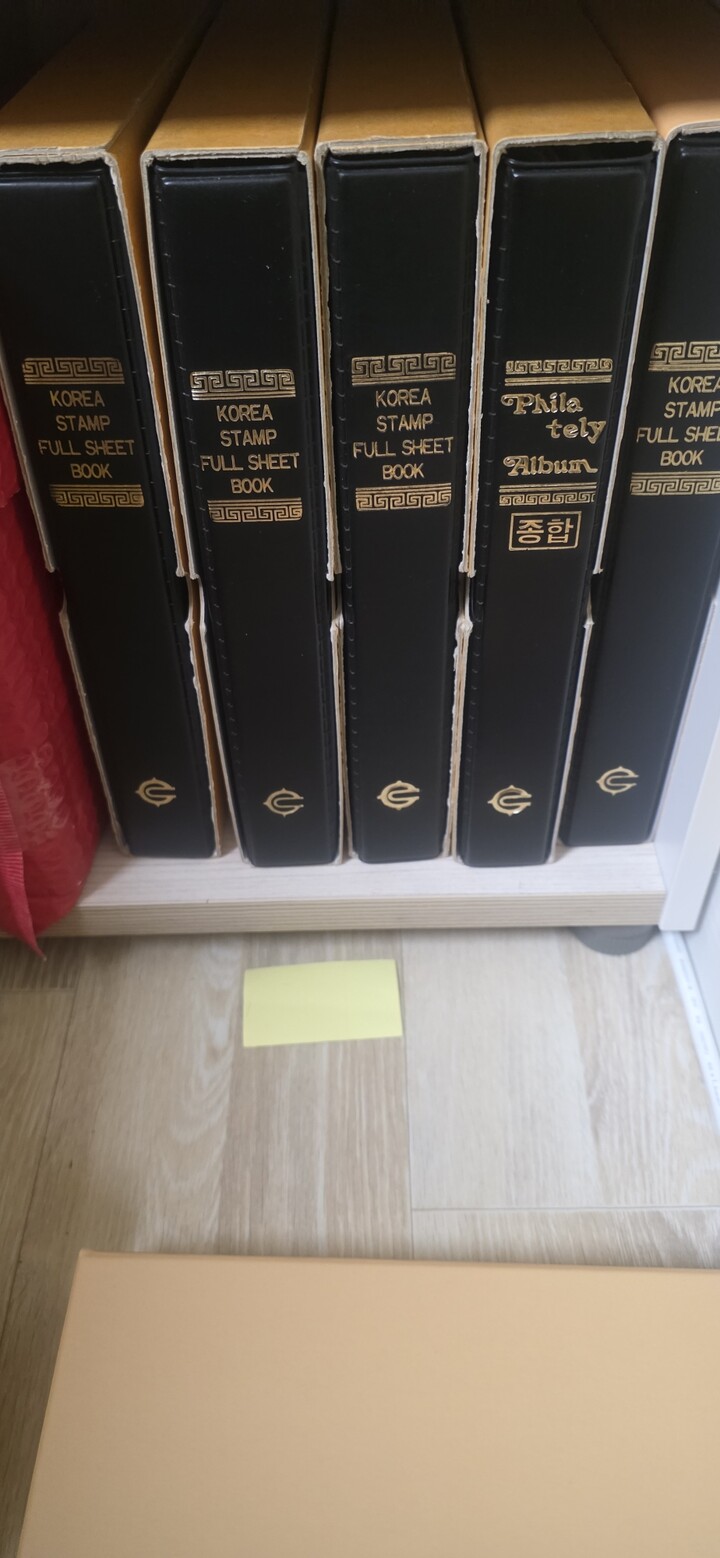 KOREA
STAMP
FULL SHEET
BOOK
KOREA
STAMP
FULL SHEET
BOOK
KOREA
STAMP
FULL SHEET
BOOK
Phila
tely
Album
종합
KOREA
STAMP
FULL SHEET
BOOK